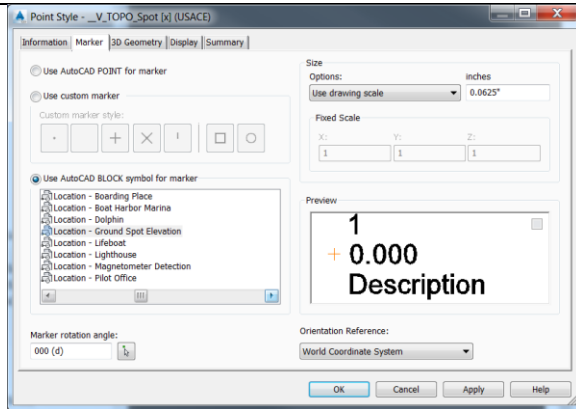 Point Style - __V_TOPO_Spot [x] (USACE)
Information Marker 3D Geometry Display Summary
Use AutoCAD POINT for marker
Use custom marker
Custom marker style:
Use AutoCAD BLOCK symbol for marker
Location - Boarding Place
Location - Boat Harbor Marina
Location - Dolphin
Location - Ground Spot Elevation
Location - Lifeboat
Location - Lighthouse
Location - Magnetometer Detection
Location - Pilot Office
Marker rotation angle:
000 (d)
Size
Options: inches
Use drawing scale 0.0625"
Fixed Scale
X: Y: Z:
1 1 1
Preview
1
0.000
Description
Orientation Reference:
World Coordinate System
OK Cancel Apply Help